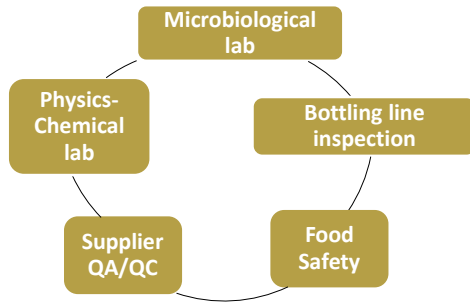 Microbiological
lab
Bottling line
inspection
Food
Safety
Supplier
QA/QC
Physics-
Chemical
lab